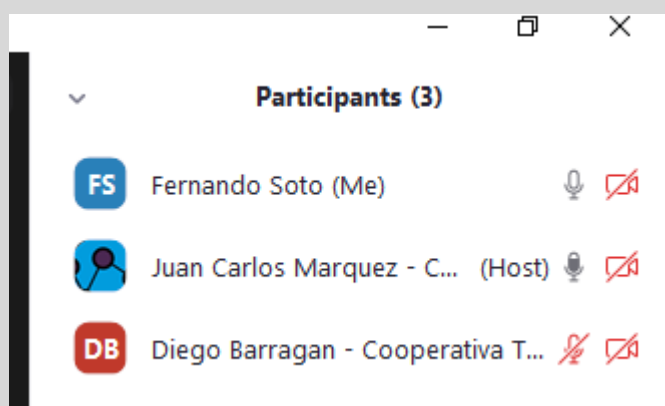 Participants (3)
FS Fernando Soto (Me)
Juan Carlos Marquez - C... (Host)
DB Diego Barragan - Cooperativa T...